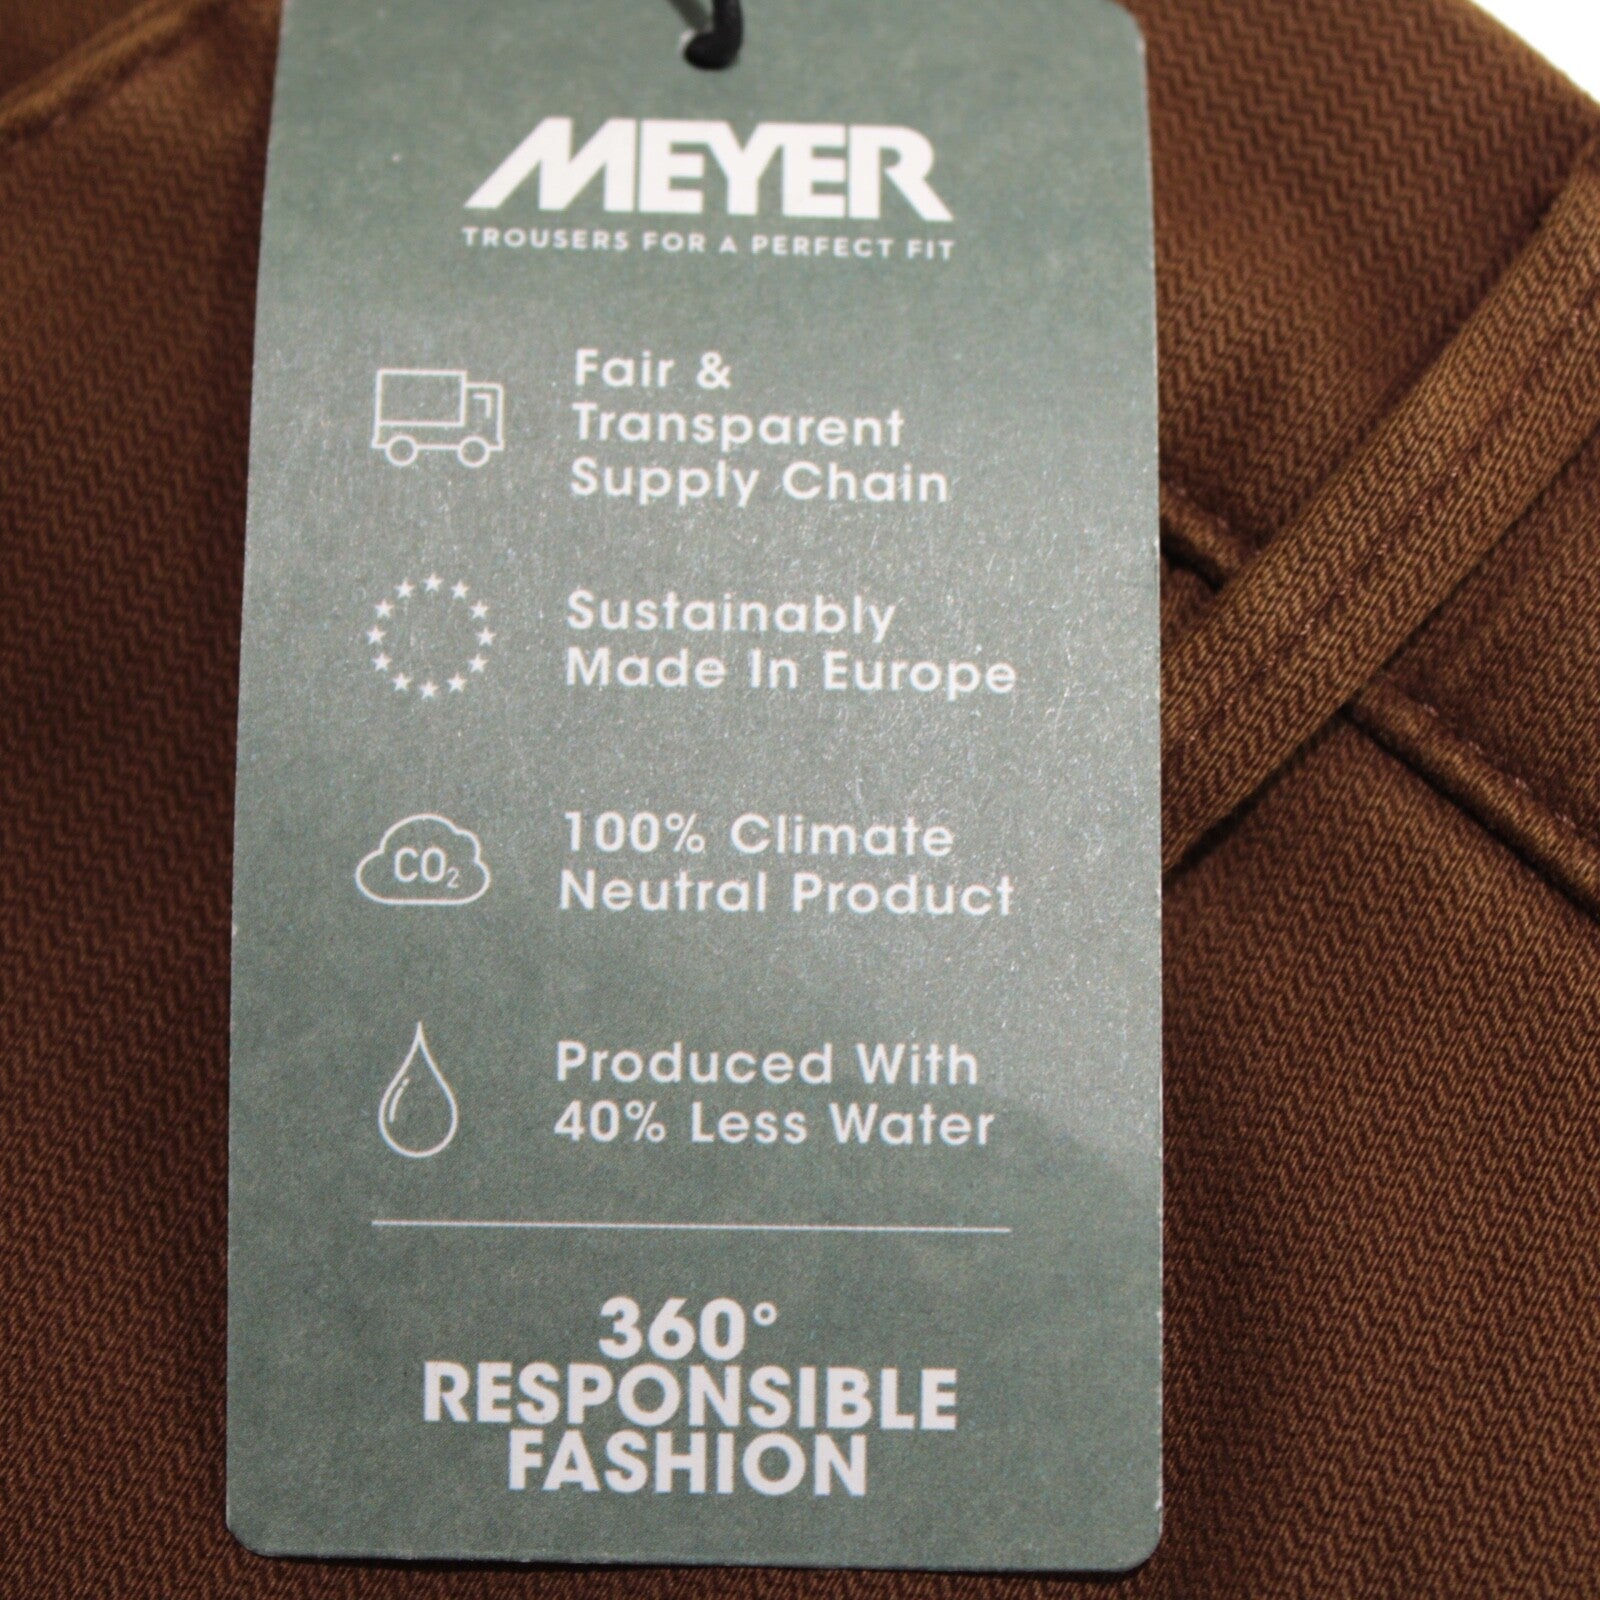 MEYER
TROUSERS FOR A PERFECT FIT
Fair &
Transparent
Supply Chain
Sustainably
Made In Europe
CO₂
100% Climate
Neutral Product
Produced With
40% Less Water
360°
RESPONSIBLE
FASHION